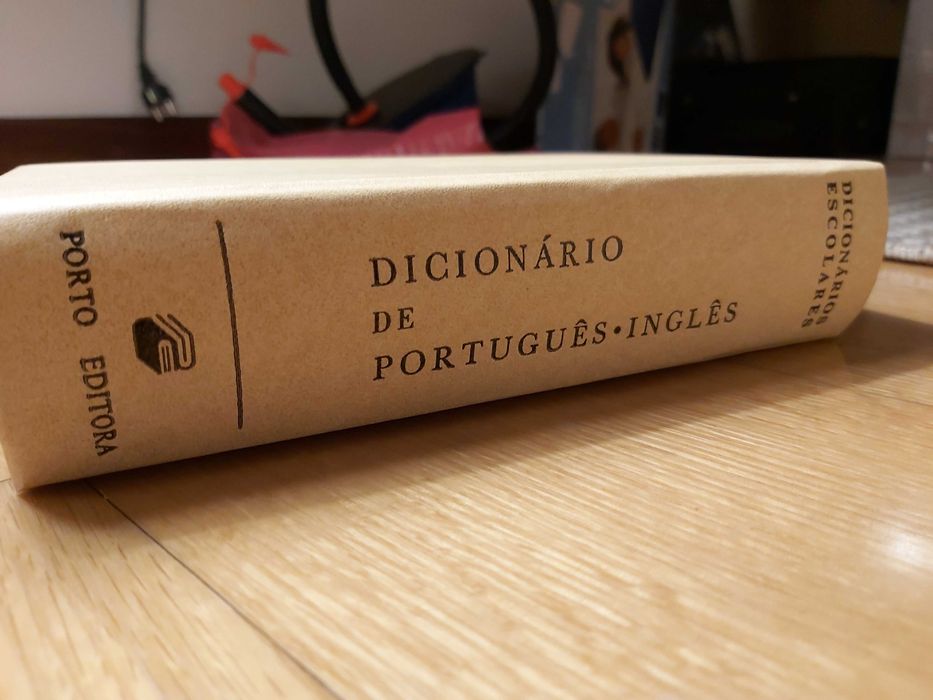 PORTO EDITORA
DICIONÁRIO
DE
PORTUGUÊS•INGLÊS
DICIONÁRIOS
ESCOLARES